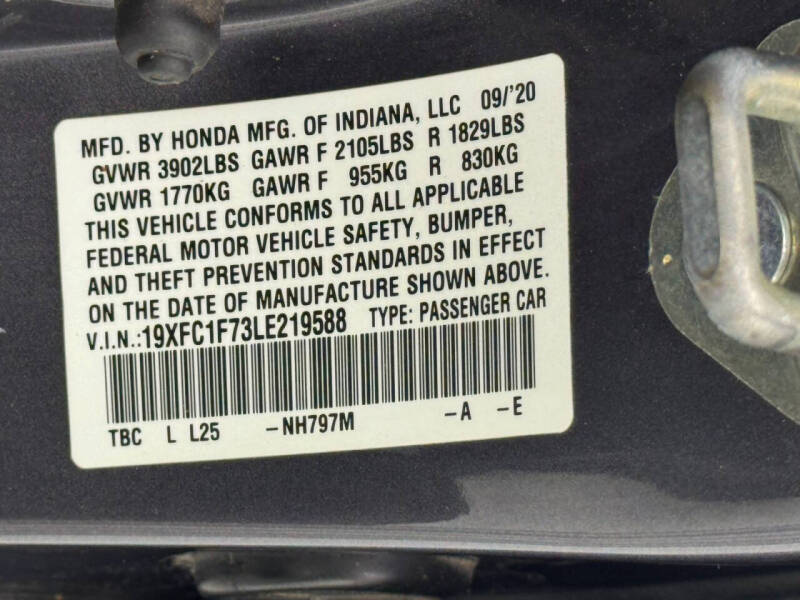 MFD. BY HONDA MFG. OF INDIANA, LLC 09/'20
GVWR 3902LBS GAWR F 2105LBS R 1829LBS
GVWR 1770KG GAWR F 955KG R 830KG
THIS VEHICLE CONFORMS TO ALL APPLICABLE
FEDERAL MOTOR VEHICLE SAFETY, BUMPER,
AND THEFT PREVENTION STANDARDS IN EFFECT
ON THE DATE OF MANUFACTURE SHOWN ABOVE.
V.I.N.:19XFC1F73LE219588 TYPE: PASSENGER CAR
TBC L L25 -NH797M -A -E